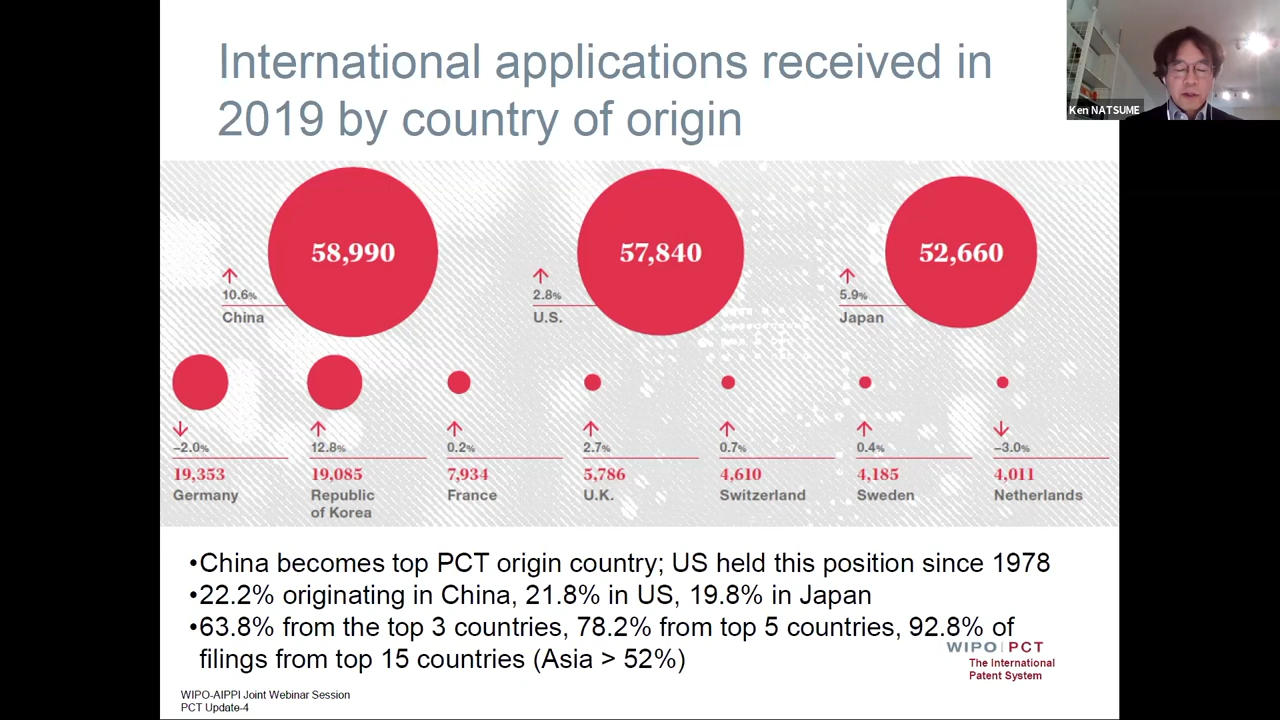 International applications received in
2019 by country of origin
Ken NATSUME
58,990
10.6%
China
57,840
2.8%
U.S.
52,660
5.9%
Japan
–2.0%
19,353
Germany
12.8%
19,085
Republic
of Korea
0.2%
7,934
France
2.7%
5,786
U.K.
0.7%
4,610
Switzerland
0.4%
4,185
Sweden
–3.0%
4,011
Netherlands
•China becomes top PCT origin country; US held this position since 1978
•22.2% originating in China, 21.8% in US, 19.8% in Japan
•63.8% from the top 3 countries, 78.2% from top 5 countries, 92.8% of
filings from top 15 countries (Asia > 52%)
WIPO|PCT
The International
Patent System
WIPO-AIPPI Joint Webinar Session
PCT Update-4